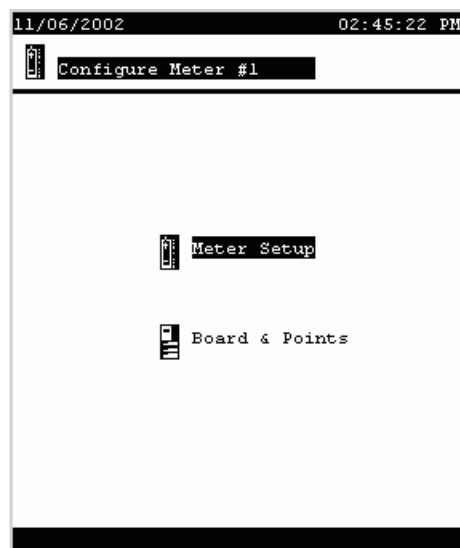 11/06/2002 02:45:22 PM
Configure Meter #1
Meter Setup
Board & Points